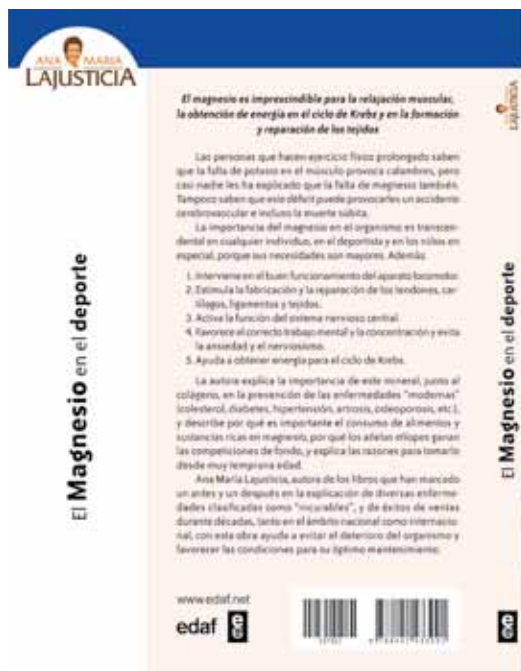 ANA MARIA
LAJUSTICIA
El Magnesio en el deporte
El magnesio es imprescindible para la relajación muscular,
la obtención de energía en el ciclo de Krebs y en la formación
y reparación de los tejidos
Las personas que hacen ejercicio físico prolongado saben
que la falta de potasio en el músculo provoca calambres, pero
casi nadie les ha explicado que la falta de magnesio también.
Tampoco saben que este déficit puede provocarles un accidente
cerebrovascular e incluso la muerte súbita.
La importancia del magnesio en el organismo es transcen-
dental en cualquier individuo, en el deportista y en los niños en
especial, porque sus necesidades son mayores. Además:
1. Interviene en el buen funcionamiento del aparato locomotor.
2. Estimula la fabricación y la reparación de los tendones, car-
tílagos, ligamentos y tejidos.
3. Activa la función del sistema nervioso central.
4. Favorece el correcto trabajo mental y la concentración y evita
la ansiedad y el nerviosismo.
5. Ayuda a obtener energía para el ciclo de Krebs.
La autora explica la importancia de este mineral, junto al
colágeno, en la prevención de las enfermedades "modernas"
(colesterol, diabetes, hipertensión, artrosis, osteoporosis, etc.),
y describe por qué es importante el consumo de alimentos y
sustancias ricas en magnesio, por qué los atletas etíopes ganan
las competiciones de fondo, y explica las razones para tomarlo
desde muy temprana edad.
Ana María Lajusticia, autora de los libros que han marcado
un antes y un después en la explicación de diversas enferme-
dades clasificadas como "incurables", y de éxitos de ventas
durante décadas, tanto en el ámbito nacional como internacio-
nal, con esta obra ayuda a evitar el deterioro del organismo y
favorecer las condiciones para su óptimo mantenimiento.
www.edaf.net
edaf
LAJUSTICIA
El Magnesio en el deporte